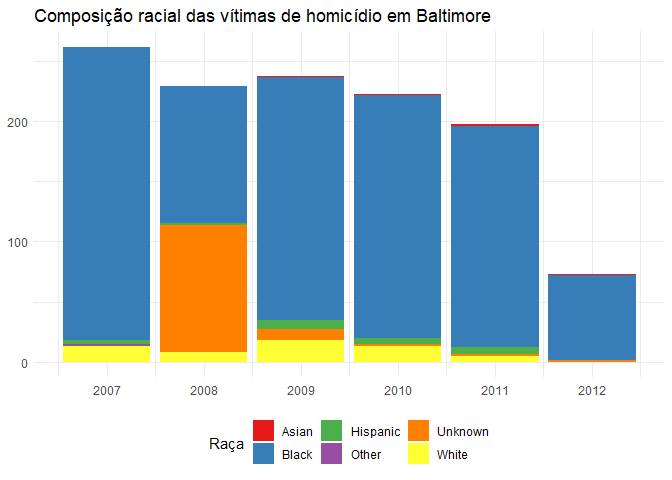 Composição racial das vítimas de homicídio em Baltimore
200
100
0
2007 2008 2009 2010 2011 2012
Raça
Asian Hispanic Unknown
Black Other White